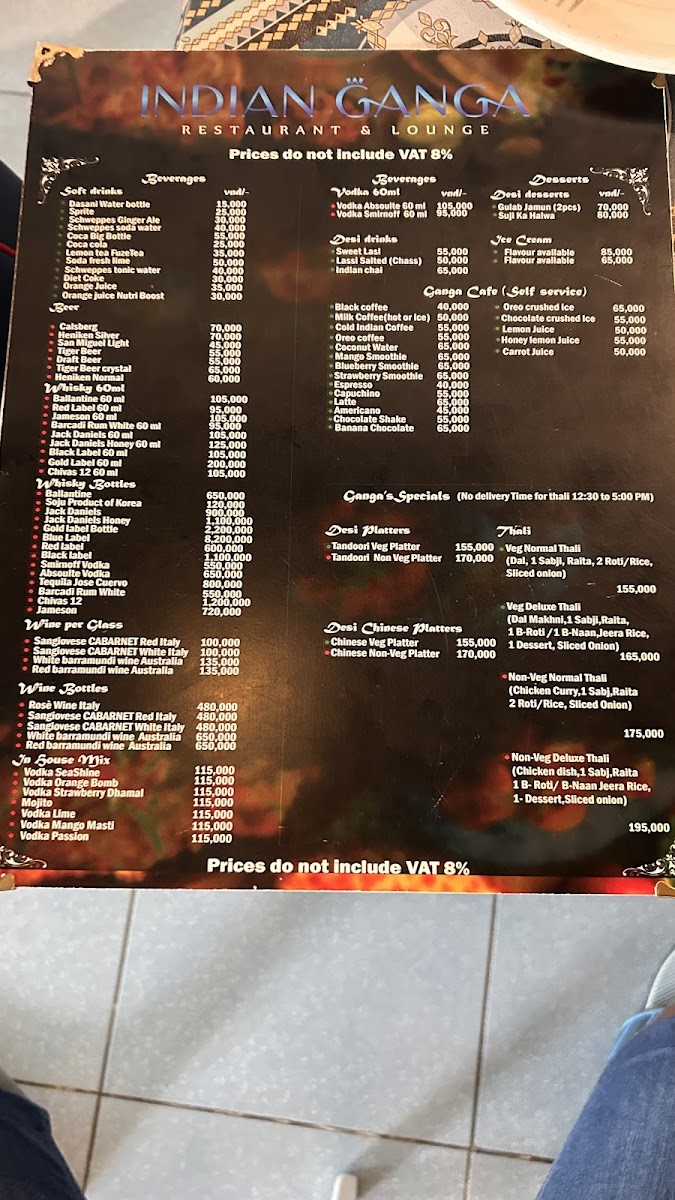 INDIAN GANGA
RESTAURANT & LOUNGE
Prices do not include VAT 8%
Beverages
Soft drinks vnd/-
Dasani Water bottle 15,000
Sprite 25,000
Schweppes Ginger Ale 30,000
Schweppes soda water 40,000
Coca Big Bottle 55,000
Coca cola 25,000
Lemon tea FuzeTea 35,000
Soda fresh lime 50,000
Schweppes tonic water 40,000
Diet Coke 30,000
Orange Juice 35,000
Orange juice Nutri Boost 30,000
Beer
Calsberg 70,000
Heniken Silver 70,000
San Miguel Light 45,000
Tiger Beer 55,000
Draft Beer 55,000
Tiger Beer crystal 65,000
Heniken Normal 60,000
Whisky 60ml
Ballantine 60 ml 105,000
Red Label 60 ml 95,000
Jameson 60 ml 105,000
Barcadi Rum White 60 ml 95,000
Jack Daniels 60 ml 105,000
Jack Daniels Honey 60 ml 125,000
Black Label 60 ml 105,000
Gold Label 60 ml 200,000
Chivas 12 60 ml 105,000
Whisky Bottles
Ballantine 650,000
Soju Product of Korea 120,000
Jack Daniels 900,000
Jack Daniels Honey 1,100,000
Gold label Bottle 2,200,000
Blue Label 8,200,000
Red label 600,000
Black label 1,100,000
Smirnoff Vodka 550,000
Absoulte Vodka 650,000
Tequila Jose Cuervo 800,000
Barcadi Rum White 550,000
Chivas 12 1,200,000
Jameson 720,000
Wine per Glass
Sangiovese CABARNET Red Italy 100,000
Sangiovese CABARNET White Italy 100,000
White barramundi wine Australia 135,000
Red barramundi wine Australia 135,000
Wine Bottles
Rosè Wine Italy 480,000
Sangiovese CABARNET Red Italy 480,000
Sangiovese CABARNET White Italy 480,000
White barramundi wine Australia 650,000
Red barramundi wine Australia 650,000
In House Mix
Vodka SeaShine 115,000
Vodka Orange Bomb 115,000
Vodka Strawberry Dhamal 115,000
Mojito 115,000
Vodka Lime 115,000
Vodka Mango Masti 115,000
Vodka Passion 115,000
Beverages
Vodka 60ml vnd/-
Vodka Absoulte 60 ml 105,000
Vodka Smirnoff 60 ml 95,000
Desi drinks
Sweet Lasi 55,000
Lassi Salted (Chass) 50,000
Indian chai 65,000
Desserts
Desi desserts vnd/-
Gulab Jamun (2pcs) 70,000
Suji Ka Halwa 80,000
Ice Cream
Flavour available 85,000
Flavour available 65,000
Ganga Cafe (Self service)
Black coffee 40,000
Milk Coffee(hot or Ice) 50,000
Cold Indian Coffee 55,000
Oreo coffee 55,000
Coconut Water 65,000
Mango Smoothie 65,000
Blueberry Smoothie 65,000
Strawberry Smoothie 65,000
Espresso 40,000
Capuchino 55,000
Latte 65,000
Americano 45,000
Chocolate Shake 55,000
Banana Chocolate 65,000
Oreo crushed ice 65,000
Chocolate crushed ice 55,000
Lemon Juice 50,000
Honey lemon Juice 55,000
Carrot Juice 50,000
Ganga's Specials (No delivery Time for thali 12:30 to 5:00 PM)
Desi Platters
Tandoori Veg Platter 155,000
Tandoori Non Veg Platter 170,000
Desi Chinese Platters
Chinese Veg Platter 155,000
Chinese Non-Veg Platter 170,000
Thali
Veg Normal Thali
(Dal, 1 Sabji, Raita, 2 Roti/Rice,
Sliced onion)
155,000
Veg Deluxe Thali
(Dal Makhni,1 Sabji,Raita,
1 B-Roti /1 B-Naan,Jeera Rice,
1 Dessert, Sliced Onion)
165,000
Non-Veg Normal Thali
(Chicken Curry,1 Sabj,Raita
2 Roti/Rice, Sliced Onion)
175,000
Non-Veg Deluxe Thali
(Chicken dish,1 Sabj,Raita
1 B- Roti/ B-Naan Jeera Rice,
1- Dessert,Sliced onion)
195,000
Prices do not include VAT 8%